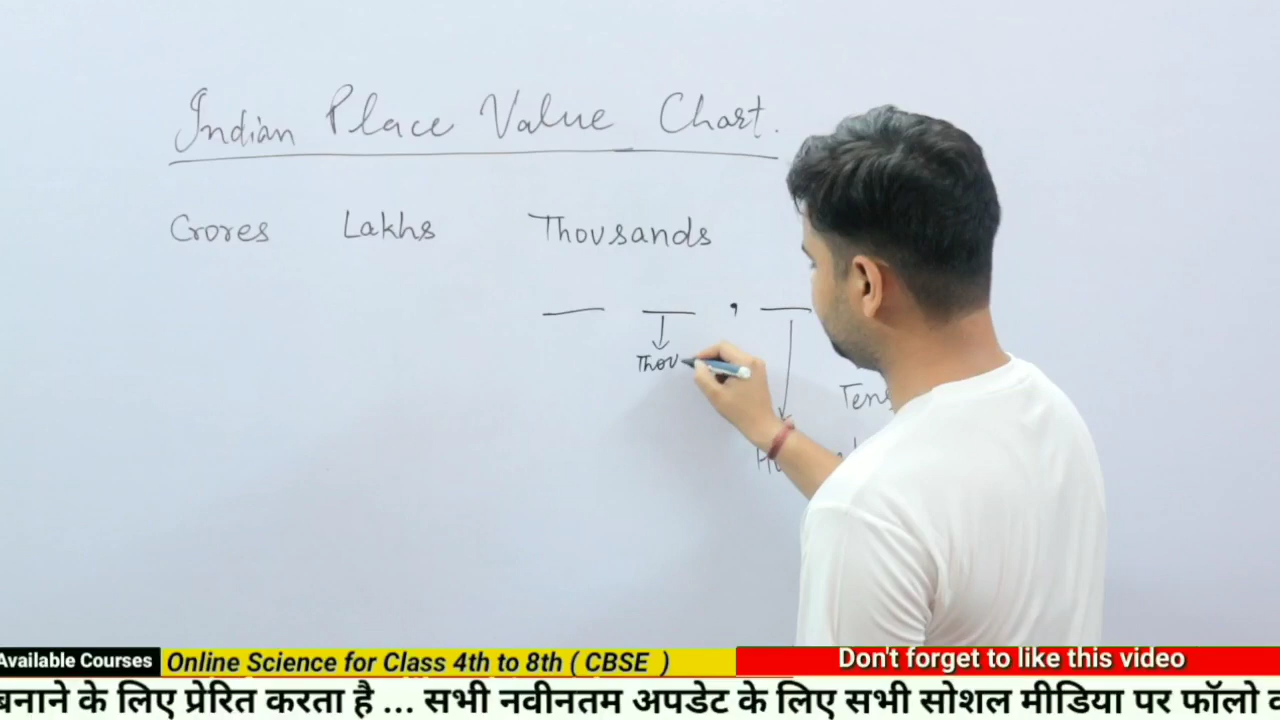 Indian Place Value Chart.
Crores Lakhs Thousands
,
Thou
Tens
Available Courses Online Science for Class 4th to 8th ( CBSE ) Don't forget to like this video
बनाने के लिए प्रेरित करता है ... सभी नवीनतम अपडेट के लिए सभी सोशल मीडिया पर फॉलो